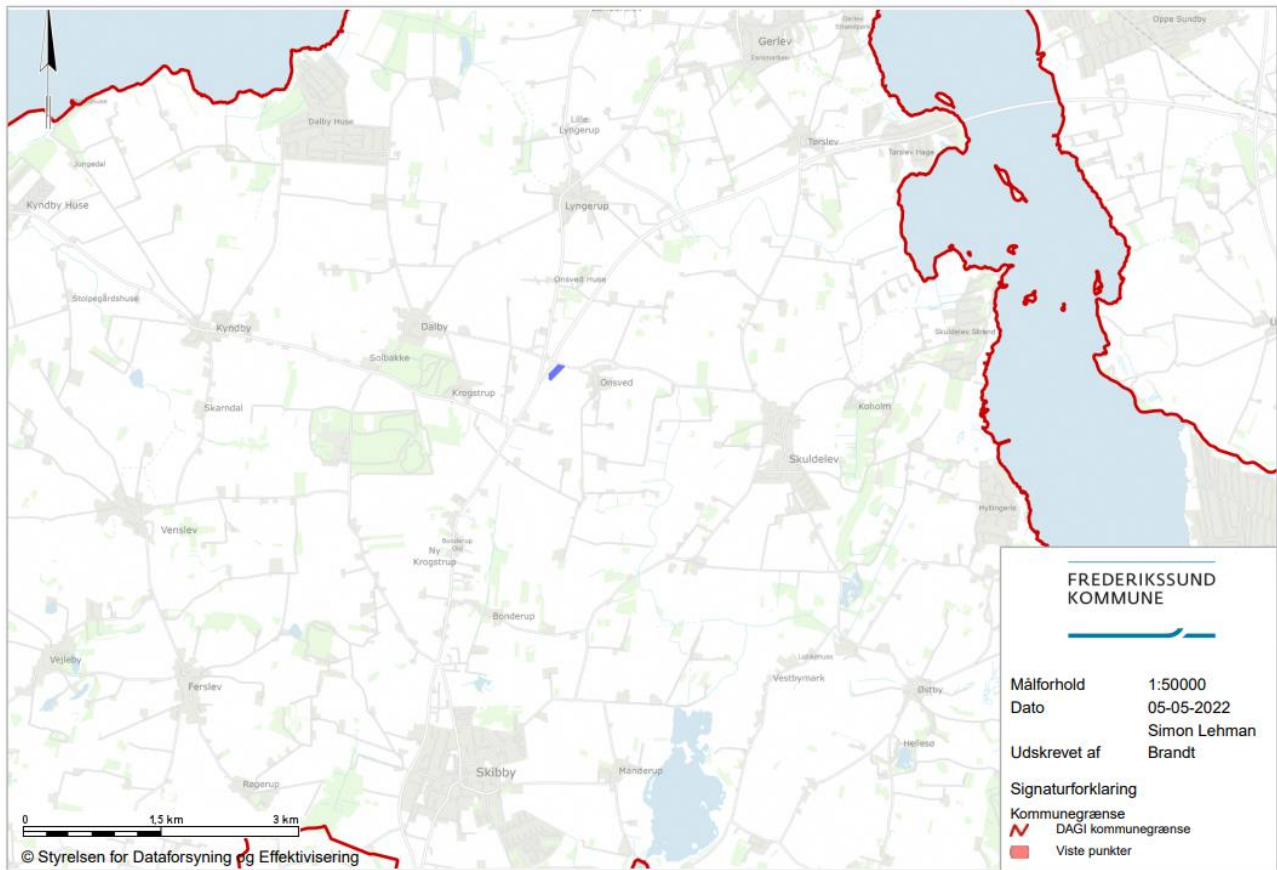 Oppe Sundby
Gerlev
Strandpark
Gerlev
Dalby Huse
Lille
Lyngerup
Tørslev
Tørslev Hage
Jungedal
Kyndby Huse
Lyngerup
Onsved Huse
Stolpegårdshuse
Kyndby
Dalby
Skuldelev Strand
Solbakke
Krogstrup
Onsved
Skarndal
Koholm
Skuldelev
Venslev
Hyllingeriis
Ny
Krogstrup
Bonderup
Vejleby
Ferslev
Vestbymark
Østby
Hellesø
Skibby
Manderup
Røgerup
FREDERIKSSUND
KOMMUNE
Målforhold 1:50000
Dato 05-05-2022
Simon Lehman
Udskrevet af Brandt
Signaturforklaring
Kommunegrænse
DAGI kommunegrænse
Viste punkter
0 1,5 km 3 km
© Styrelsen for Dataforsyning og Effektivisering